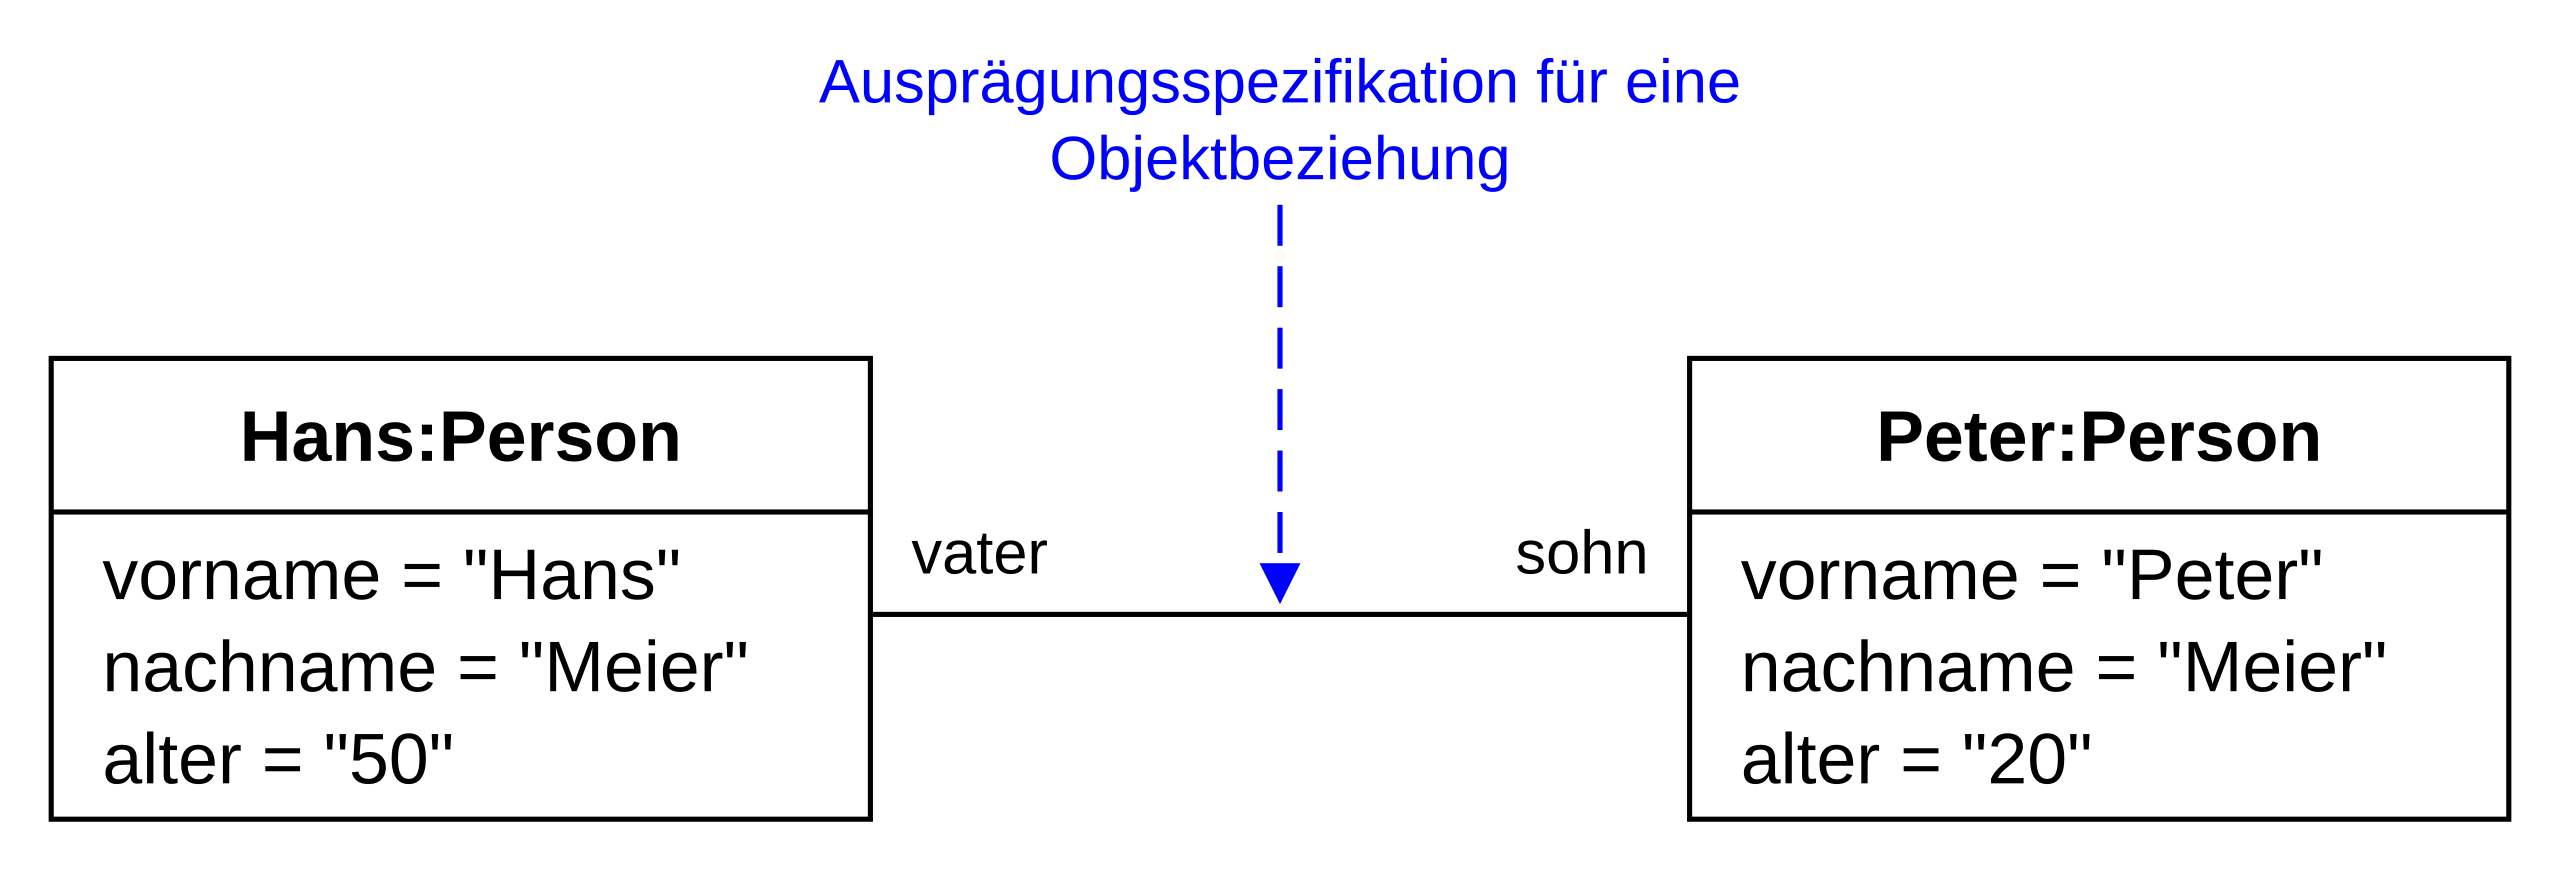 Ausprägungsspezifikation für eine
Objektbeziehung
Hans:Person
vorname = "Hans"
nachname = "Meier"
alter = "50"
vater
sohn
Peter:Person
vorname = "Peter"
nachname = "Meier"
alter = "20"